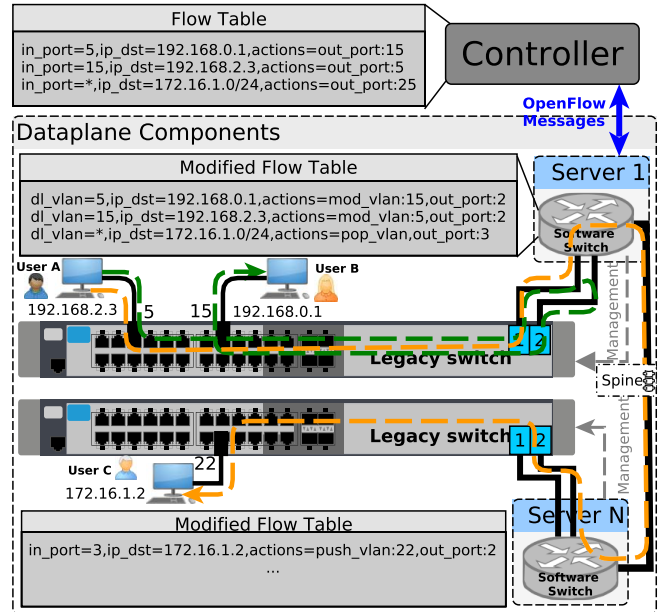 Flow Table
in_port=5,ip_dst=192.168.0.1,actions=out_port:15
in_port=15,ip_dst=192.168.2.3,actions=out_port:5
in_port=*,ip_dst=172.16.1.0/24,actions=out_port:25
Controller
OpenFlow
Messages
Dataplane Components
Modified Flow Table
dl_vlan=5,ip_dst=192.168.0.1,actions=mod_vlan:15,out_port:2
dl_vlan=15,ip_dst=192.168.2.3,actions=mod_vlan:5,out_port:2
dl_vlan=*,ip_dst=172.16.1.0/24,actions=pop_vlan,out_port:3
Server 1
Software
Switch
User A
192.168.2.3
5
15
User B
192.168.0.1
Management
1 2
Legacy switch
Spine
Legacy switch
1 2
Management
User C
22
172.16.1.2
Server N
Software
Switch
Modified Flow Table
in_port=3,ip_dst=172.16.1.2,actions=push_vlan:22,out_port:2
...